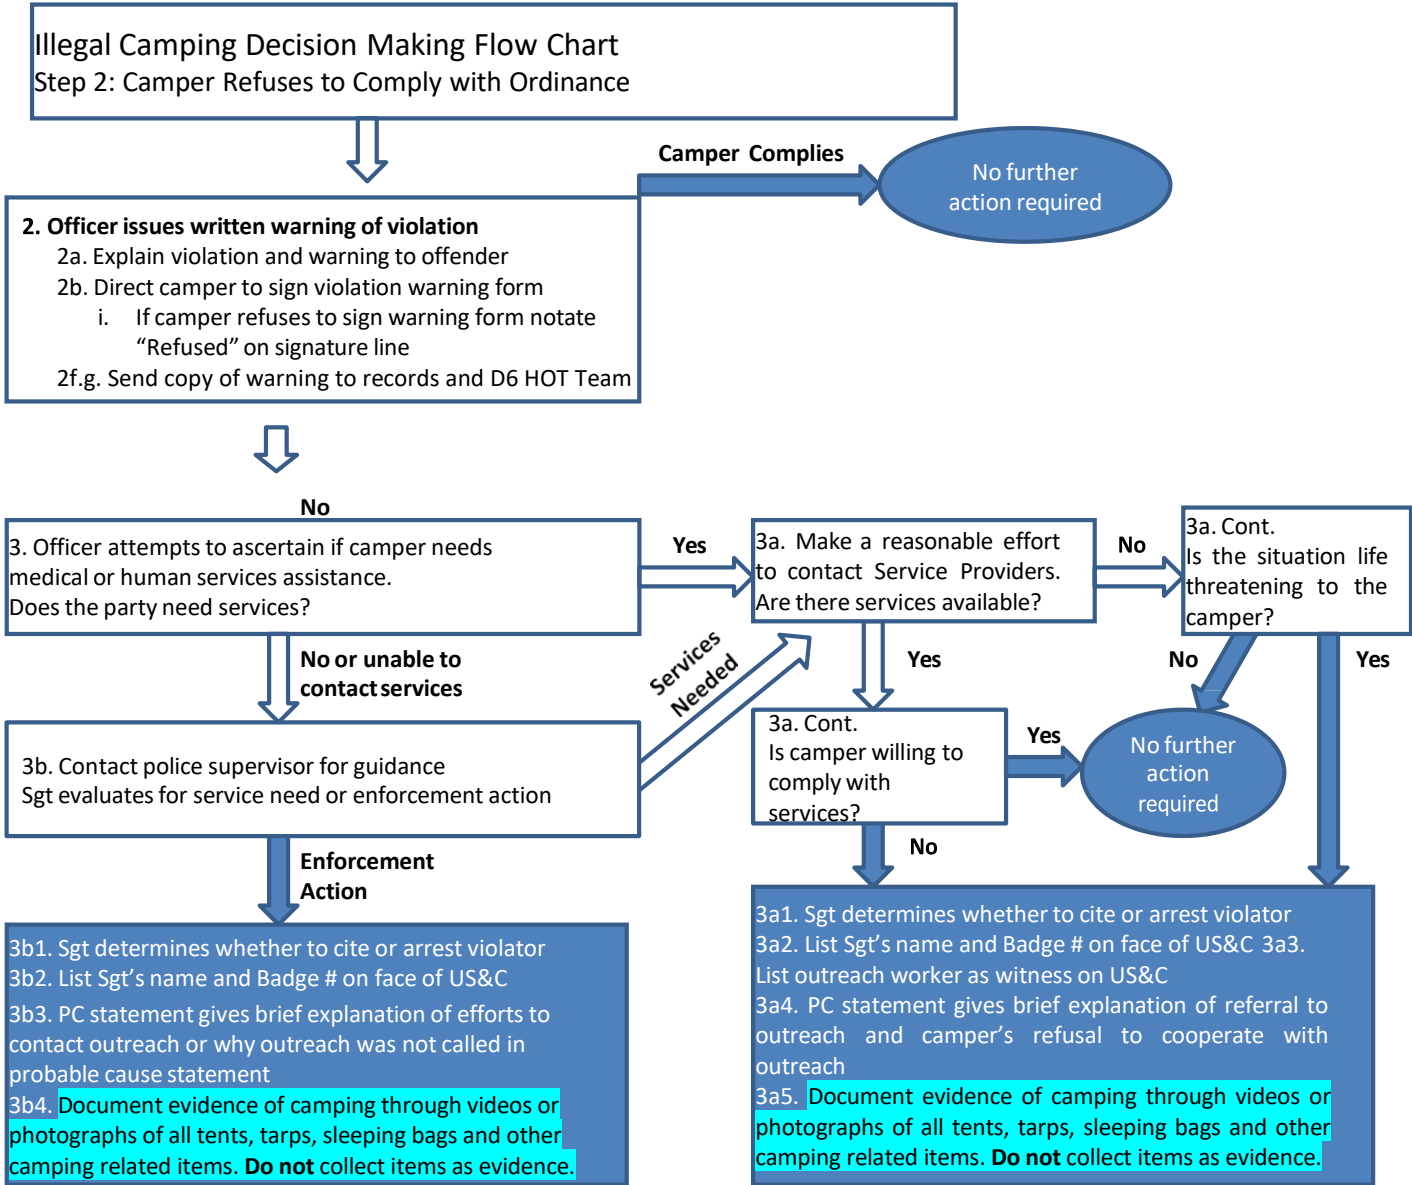 Illegal Camping Decision Making Flow Chart
Step 2: Camper Refuses to Comply with Ordinance
Camper Complies
No further
action required
2. Officer issues written warning of violation
2a. Explain violation and warning to offender
2b. Direct camper to sign violation warning form
i. If camper refuses to sign warning form notate
“Refused” on signature line
2f.g. Send copy of warning to records and D6 HOT Team
No
3. Officer attempts to ascertain if camper needs
medical or human services assistance.
Does the party need services?
Yes
3a. Make a reasonable effort
to contact Service Providers.
Are there services available?
No
3a. Cont.
Is the situation life
threatening to the
camper?
No or unable to
contact services
Services
Needed
Yes
No
Yes
3b. Contact police supervisor for guidance
Sgt evaluates for service need or enforcement action
3a. Cont.
Is camper willing to
comply with
services?
Yes
No further
action
required
Enforcement
Action
No
3b1. Sgt determines whether to cite or arrest violator
3b2. List Sgt’s name and Badge # on face of US&C
3b3. PC statement gives brief explanation of efforts to
contact outreach or why outreach was not called in
probable cause statement
3b4. Document evidence of camping through videos or
photographs of all tents, tarps, sleeping bags and other
camping related items. Do not collect items as evidence.
3a1. Sgt determines whether to cite or arrest violator
3a2. List Sgt’s name and Badge # on face of US&C 3a3.
List outreach worker as witness on US&C
3a4. PC statement gives brief explanation of referral to
outreach and camper’s refusal to cooperate with
outreach
3a5. Document evidence of camping through videos or
photographs of all tents, tarps, sleeping bags and other
camping related items. Do not collect items as evidence.